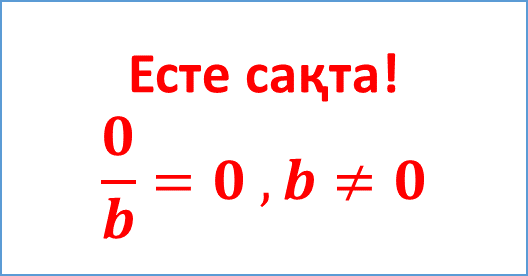 Есте сақта!
0/b = 0 , b ≠ 0